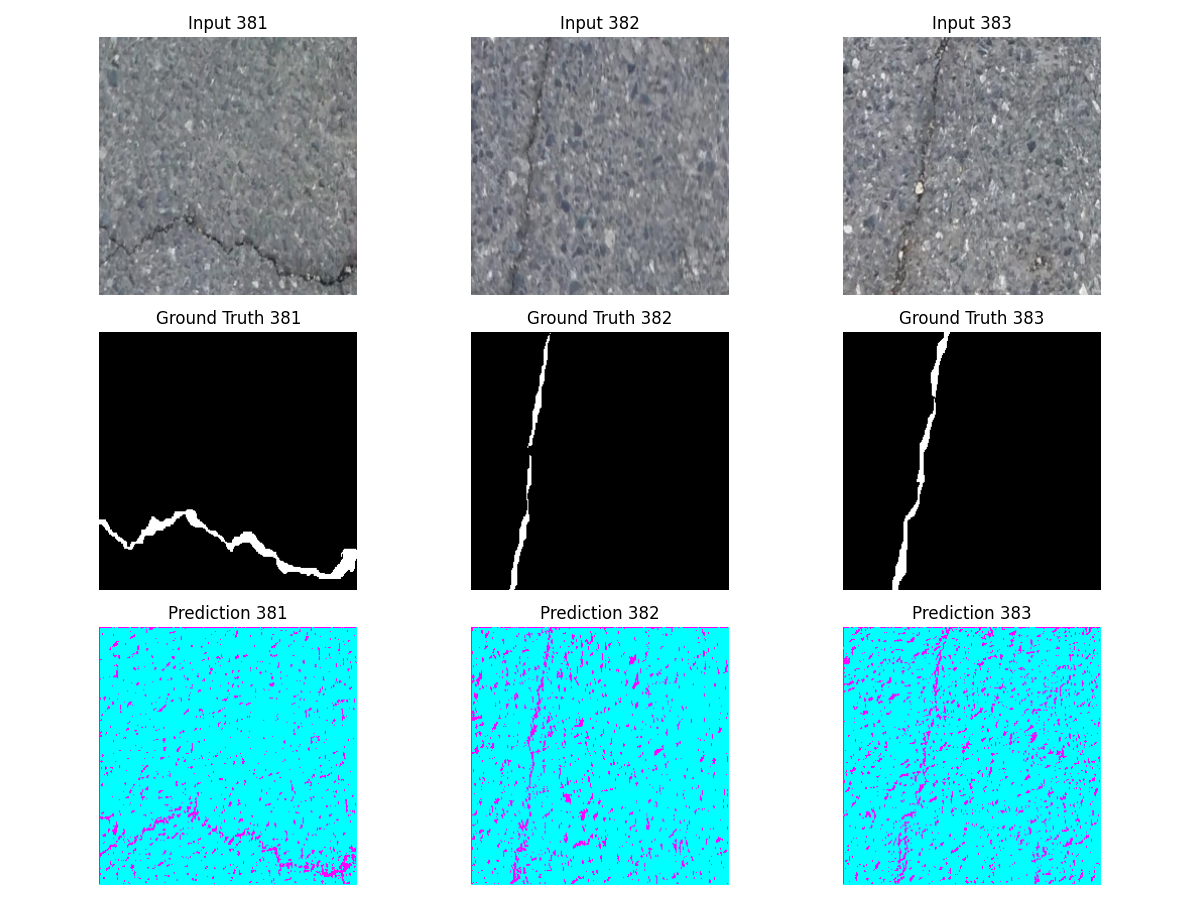 Input 381
Input 382
Input 383
Ground Truth 381
Ground Truth 382
Ground Truth 383
Prediction 381
Prediction 382
Prediction 383